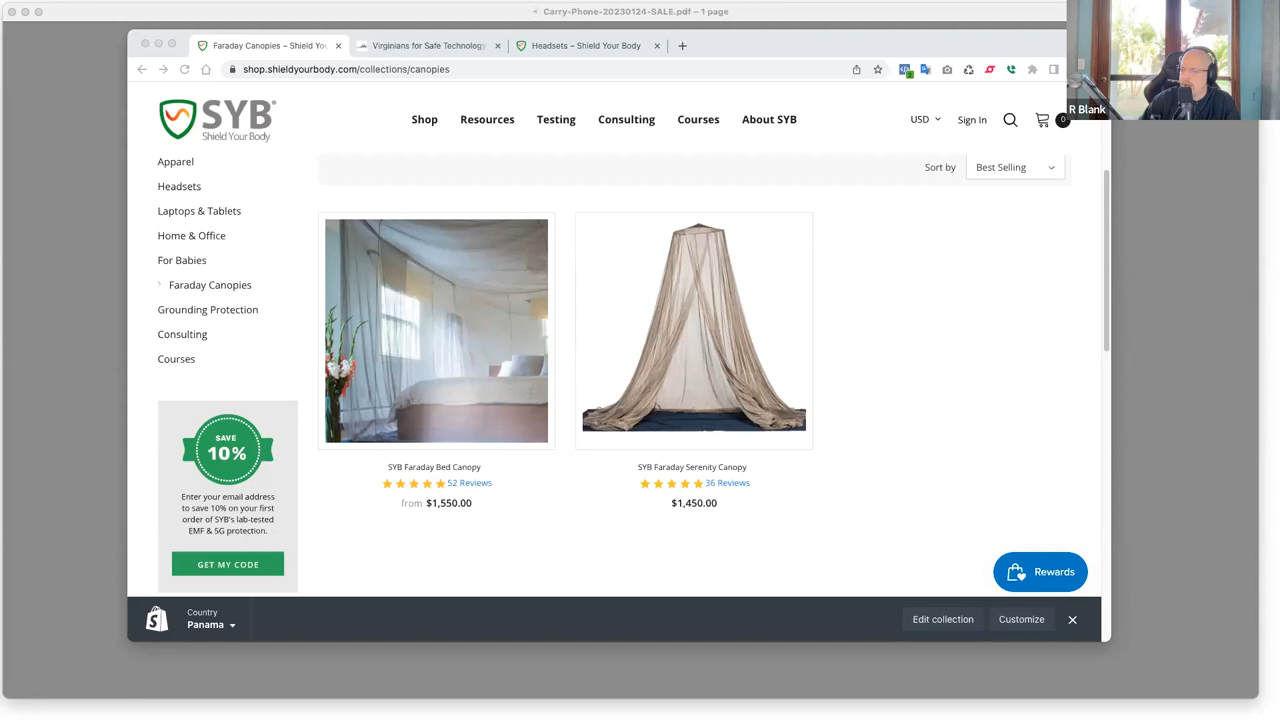 Carry-Phone-20230124-SALE.pdf – 1 page
Faraday Canopies – Shield You
Virginians for Safe Technology
Headsets – Shield Your Body
shop.shieldyourbody.com/collections/canopies
2
R Blank
SYB
Shield Your Body
Shop
Resources
Testing
Consulting
Courses
About SYB
USD
Sign In
0
Apparel
Headsets
Laptops & Tablets
Home & Office
For Babies
Faraday Canopies
Grounding Protection
Consulting
Courses
Sort by
Best Selling
SYB Faraday Bed Canopy
52 Reviews
from $1,550.00
SYB Faraday Serenity Canopy
36 Reviews
$1,450.00
SAVE
10%
Enter your email address
to save 10% on your first
order of SYB's lab-tested
EMF & 5G protection.
GET MY CODE
Rewards
Country
Panama
Edit collection
Customize